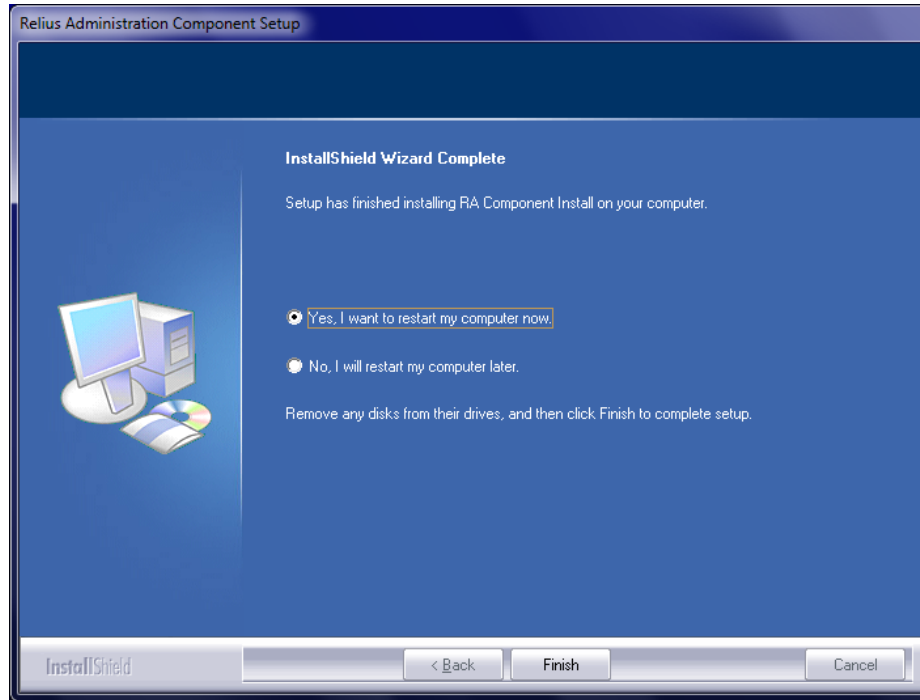 Relius Administration Component Setup
InstallShield Wizard Complete
Setup has finished installing RA Component Install on your computer.
Yes, I want to restart my computer now.
No, I will restart my computer later.
Remove any disks from their drives, and then click Finish to complete setup.
InstallShield
< Back
Finish
Cancel